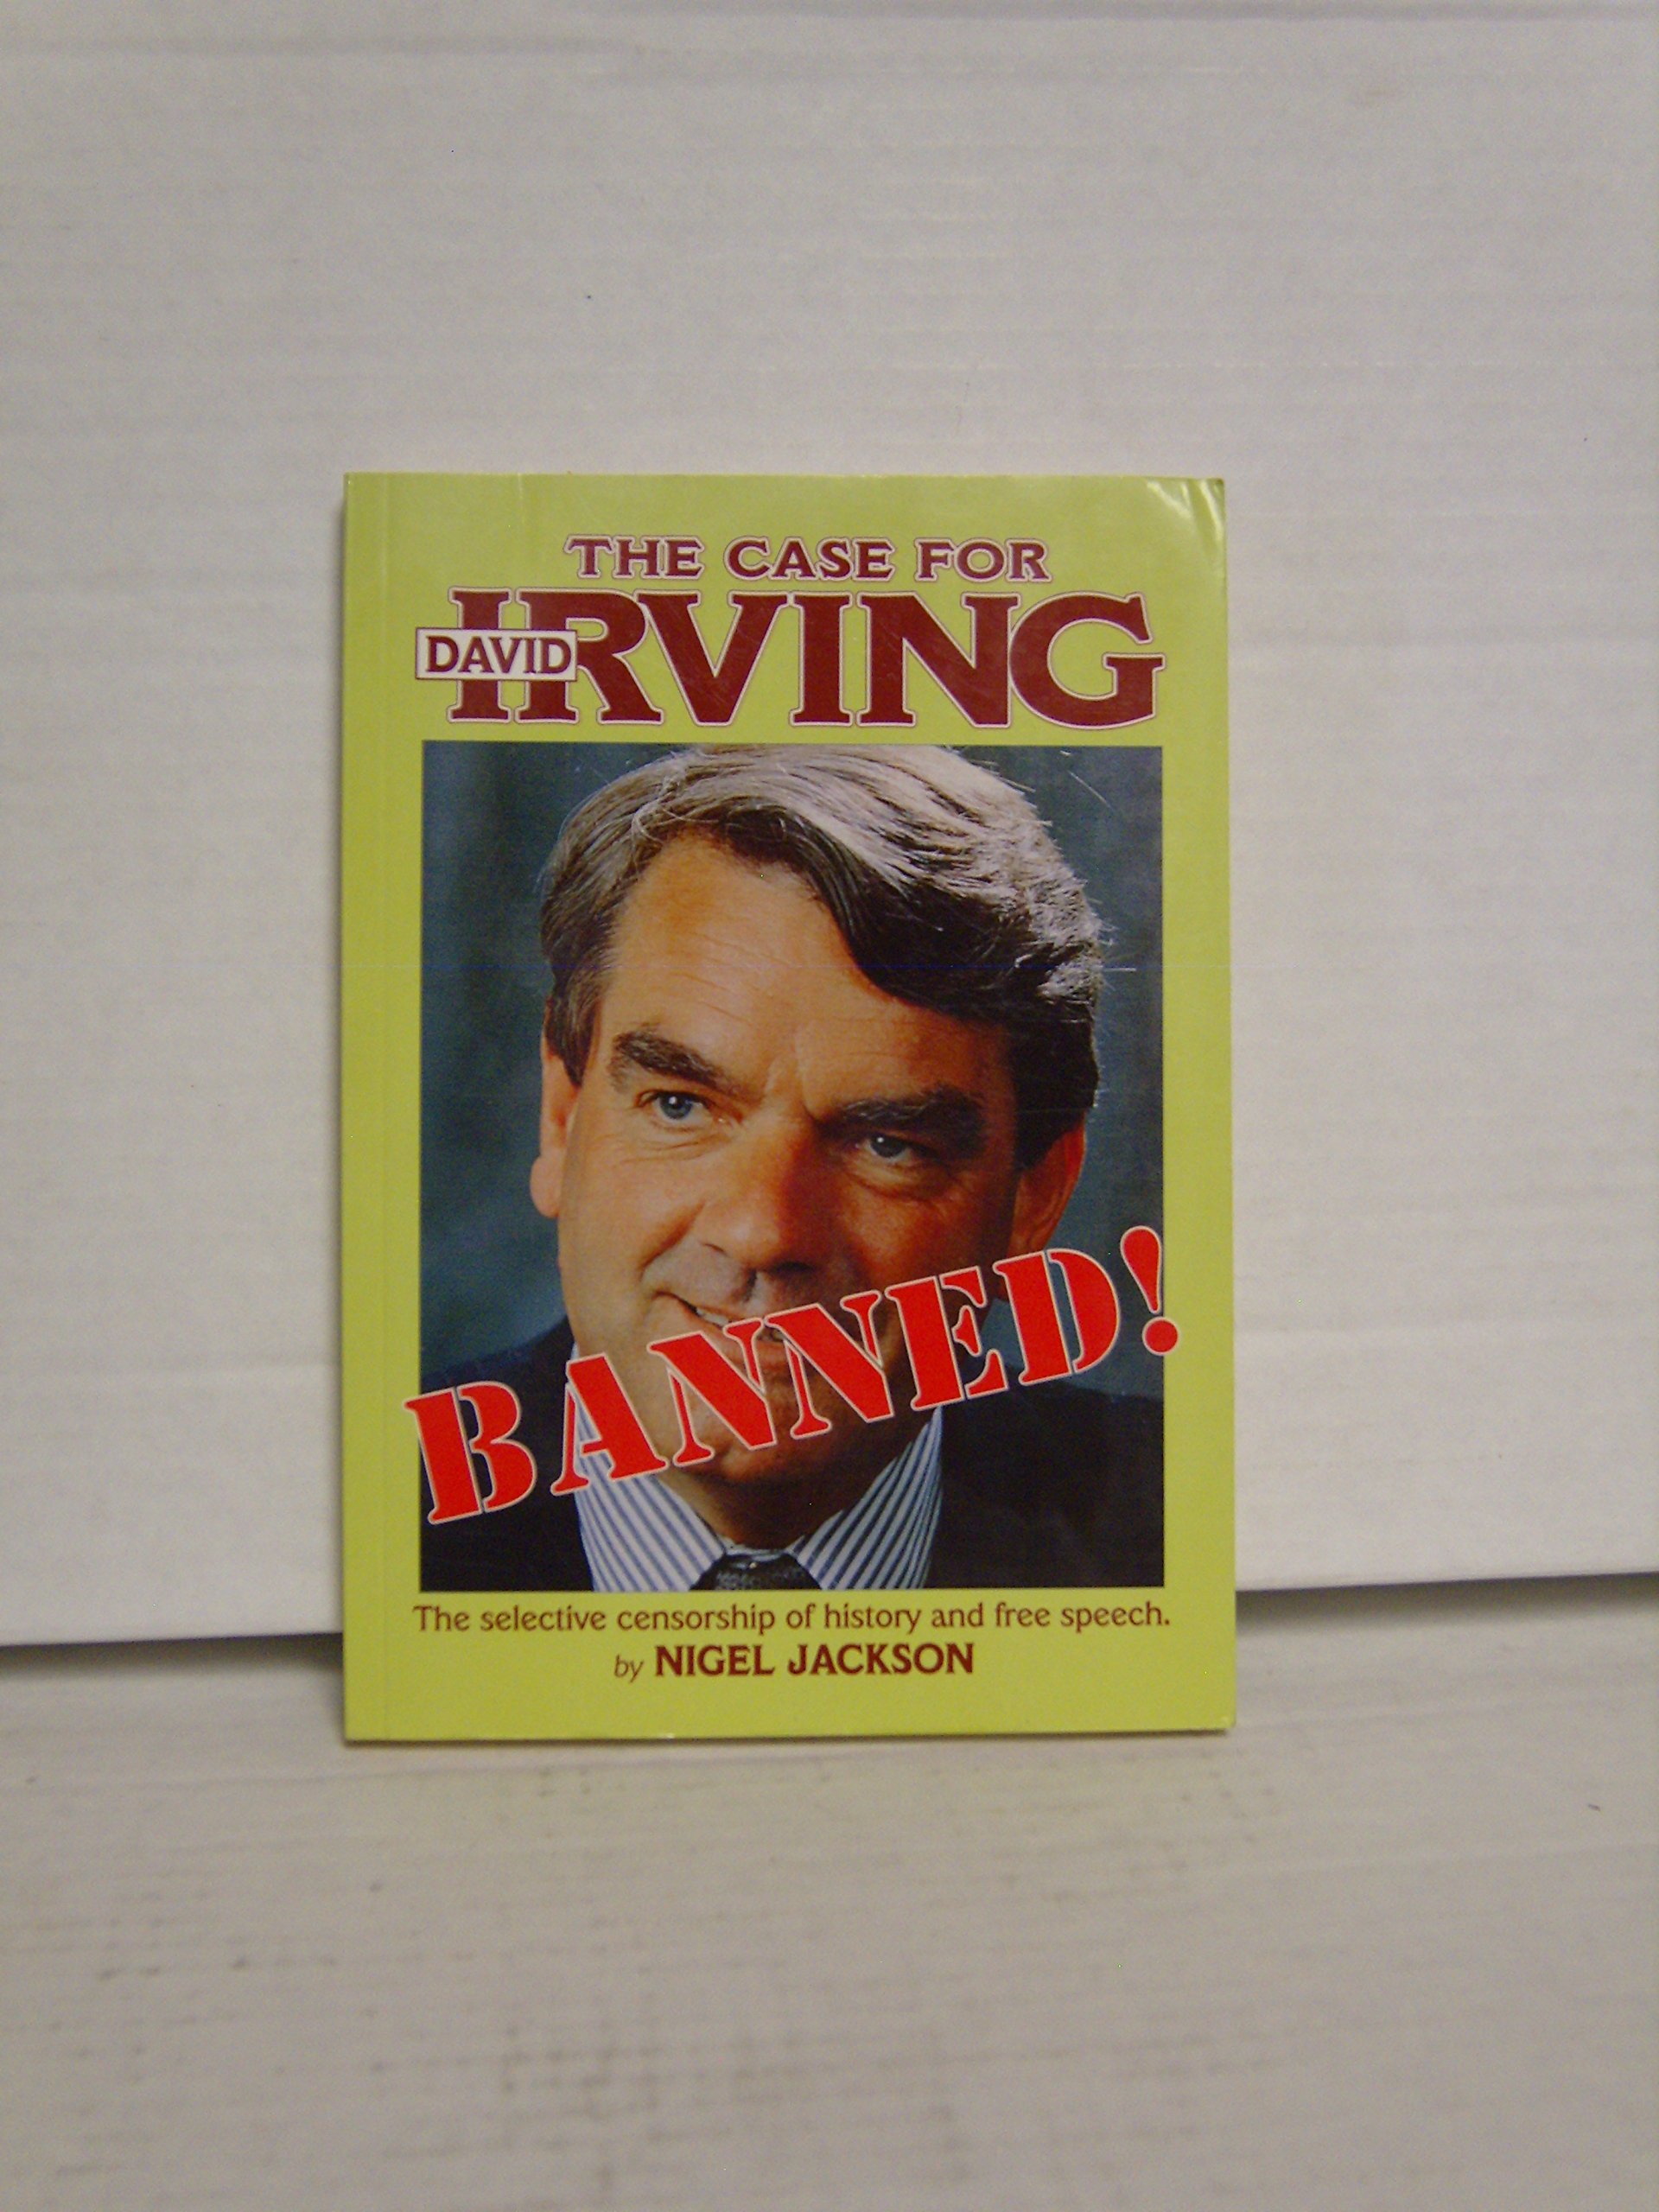 THE CASE FOR
DAVID
IRVING
BANNED!
The selective censorship of history and free speech.
by NIGEL JACKSON